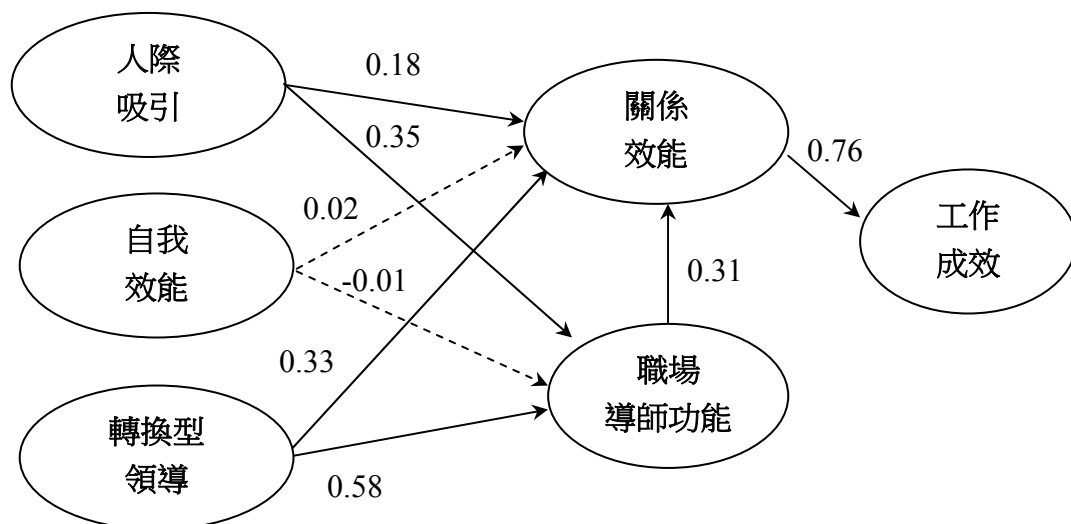 人際
吸引
0.18
0.35
關係
效能
0.76
工作
成效
自我
效能
0.02
-0.01
0.31
0.33
職場
導師功能
轉換型
領導
0.58